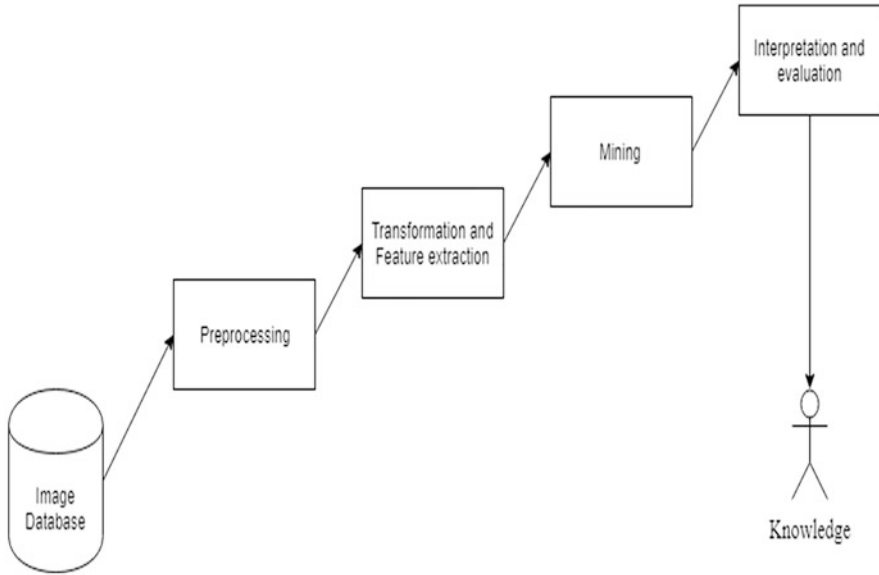 Image
Database
Preprocessing
Transformation and
Feature extraction
Mining
Interpretation and
evaluation
Knowledge